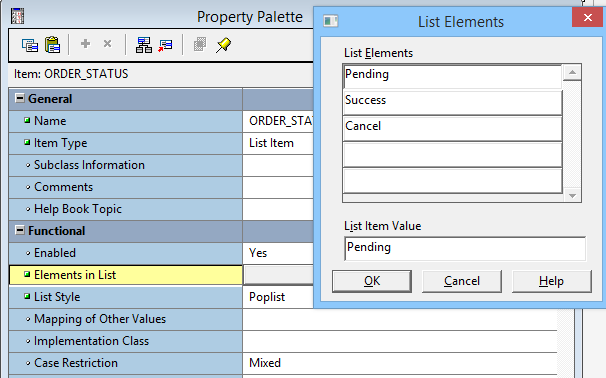 Property Palette
Item: ORDER_STATUS
General
Name ORDER_STA
Item Type List Item
Subclass Information
Comments
Help Book Topic
Functional
Enabled Yes
Elements in List
List Style Poplist
Mapping of Other Values
Implementation Class
Case Restriction Mixed
List Elements
List Elements
Pending
Success
Cancel
List Item Value
Pending
OK Cancel Help